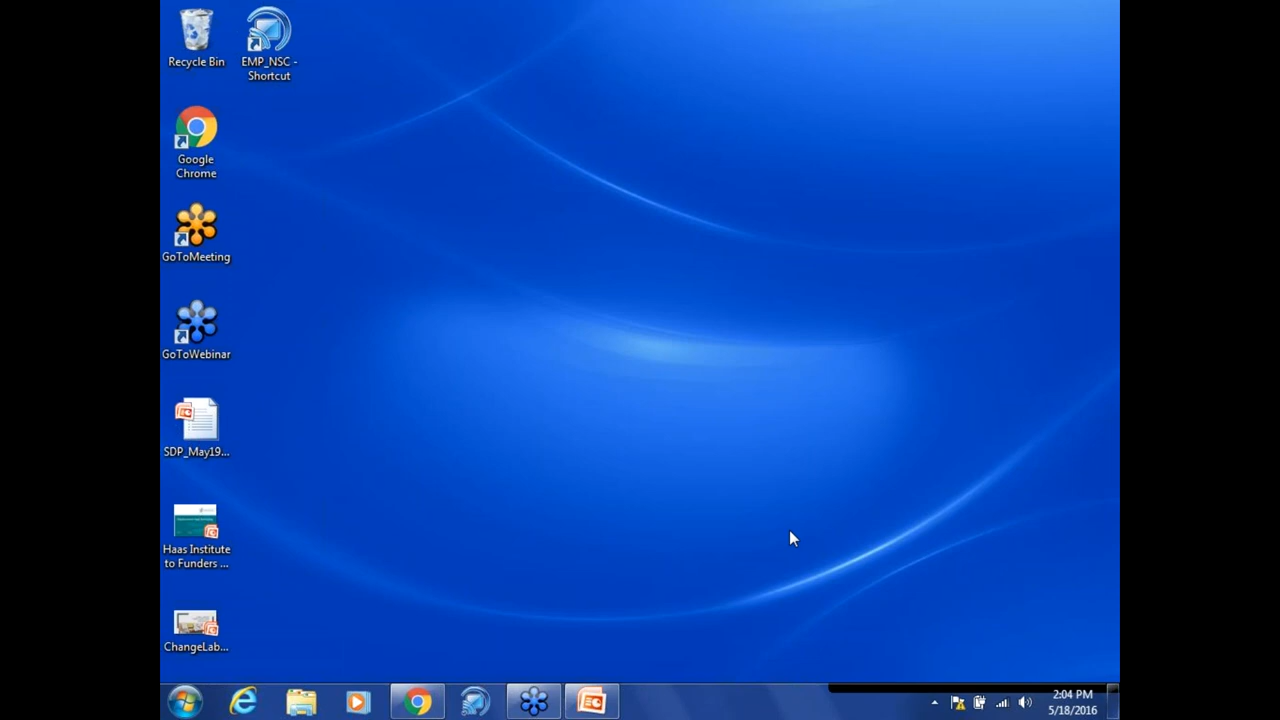 Recycle Bin
EMP_NSC -
Shortcut
Google
Chrome
GoToMeeting
GoToWebinar
SDP_May19...
Haas Institute
to Funders ...
ChangeLab...
2:04 PM
5/18/2016